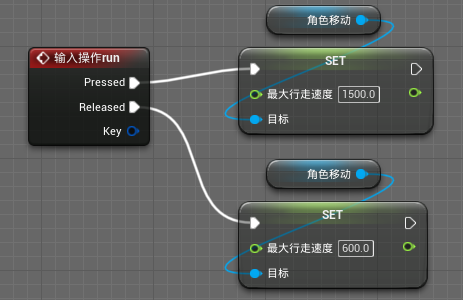 输入操作run
Pressed
Released
Key
角色移动
SET
最大行走速度 1500.0
目标
角色移动
SET
最大行走速度 600.0
目标